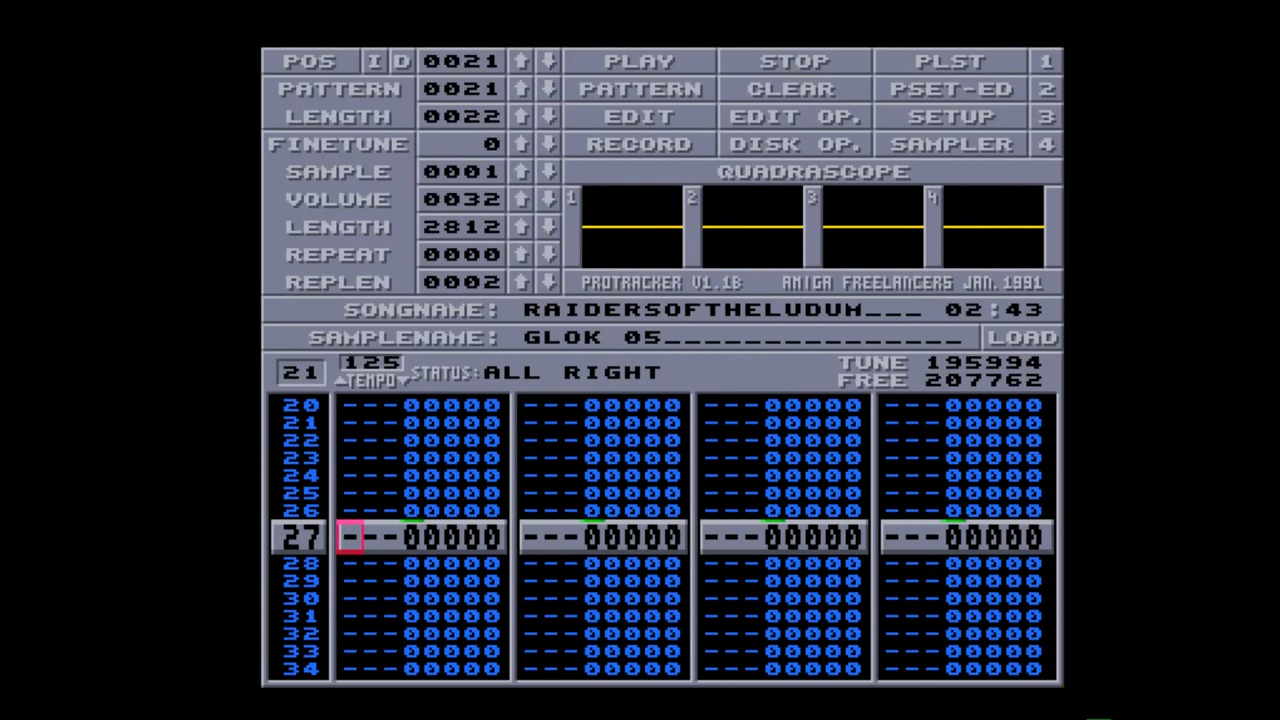 POS I D 0021 PLAY STOP PLST 1
PATTERN 0021 PATTERN CLEAR PSET-ED 2
LENGTH 0022 EDIT EDIT OP. SETUP 3
FINETUNE 0 RECORD DISK OP. SAMPLER 4
SAMPLE 0001 QUADRASCOPE
VOLUME 0032 1 2 3 4
LENGTH 2812
REPEAT 0000
REPLEN 0002 PROTRACKER V1.1B AMIGA FREELANCERS JAN.1991
SONGNAME: RAIDERSOFTHELUDUM___ 02:43
SAMPLENAME: GLOK 05_______________ LOAD
21 125 TEMPO STATUS: ALL RIGHT TUNE 195994
FREE 207762
20 ---00000 ---00000 ---00000 ---00000
21 ---00000 ---00000 ---00000 ---00000
22 ---00000 ---00000 ---00000 ---00000
23 ---00000 ---00000 ---00000 ---00000
24 ---00000 ---00000 ---00000 ---00000
25 ---00000 ---00000 ---00000 ---00000
26 ---00000 ---00000 ---00000 ---00000
27 ---00000 ---00000 ---00000 ---00000
28 ---00000 ---00000 ---00000 ---00000
29 ---00000 ---00000 ---00000 ---00000
30 ---00000 ---00000 ---00000 ---00000
31 ---00000 ---00000 ---00000 ---00000
32 ---00000 ---00000 ---00000 ---00000
33 ---00000 ---00000 ---00000 ---00000
34 ---00000 ---00000 ---00000 ---00000